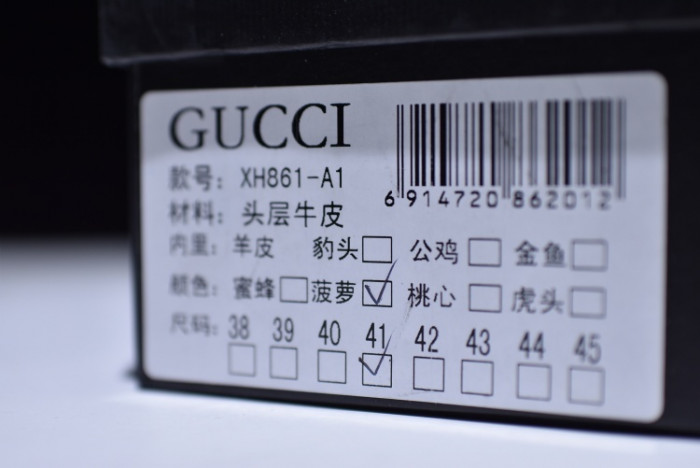 GUCCI
款号: XH861-A1
6 914720 862012
材料: 头层牛皮
内里: 羊皮 豹头 公鸡 金鱼
颜色: 蜜蜂 菠萝 桃心 虎头
尺码: 38 39 40 41 42 43 44 45